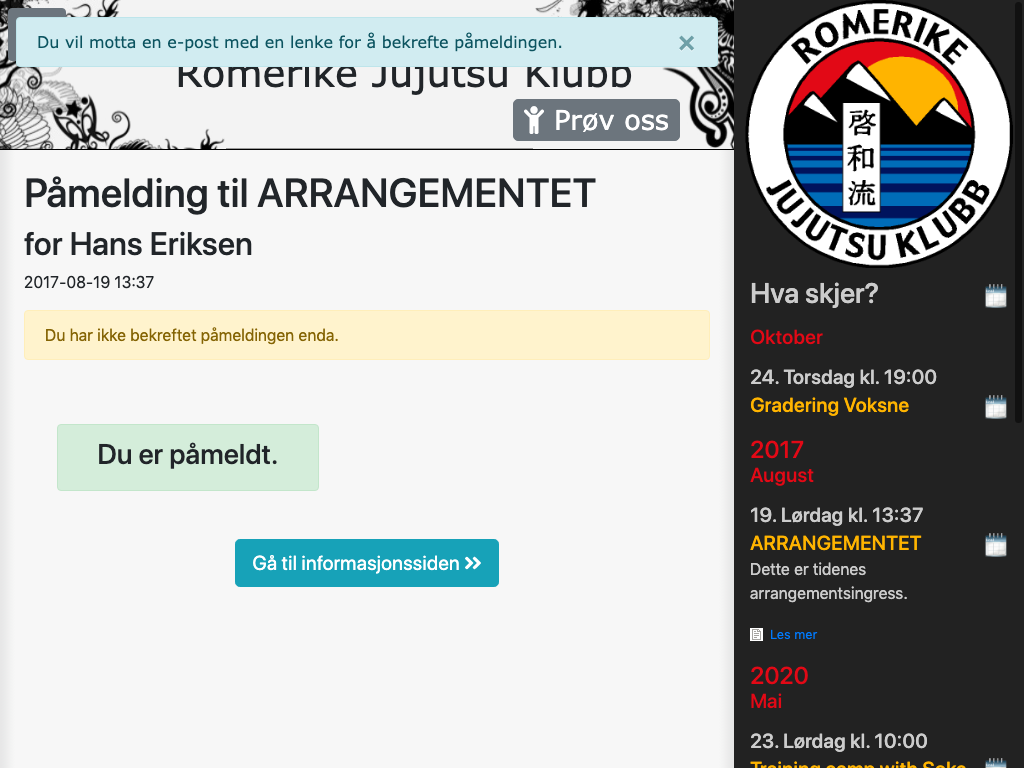 Du vil motta en e-post med en lenke for å bekrefte påmeldingen.
×
Romerike Jujutsu Klubb
Prøv oss
Påmelding til ARRANGEMENTET
for Hans Eriksen
2017-08-19 13:37
Du har ikke bekreftet påmeldingen enda.
Du er påmeldt.
Gå til informasjonssiden »
ROMERIKE
啓和流
JUJUTSU KLUBB
Hva skjer?
Oktober
24. Torsdag kl. 19:00
Gradering Voksne
2017
August
19. Lørdag kl. 13:37
ARRANGEMENTET
Dette er tidenes
arrangementsingress.
Les mer
2020
Mai
23. Lørdag kl. 10:00
Training camp with Soke